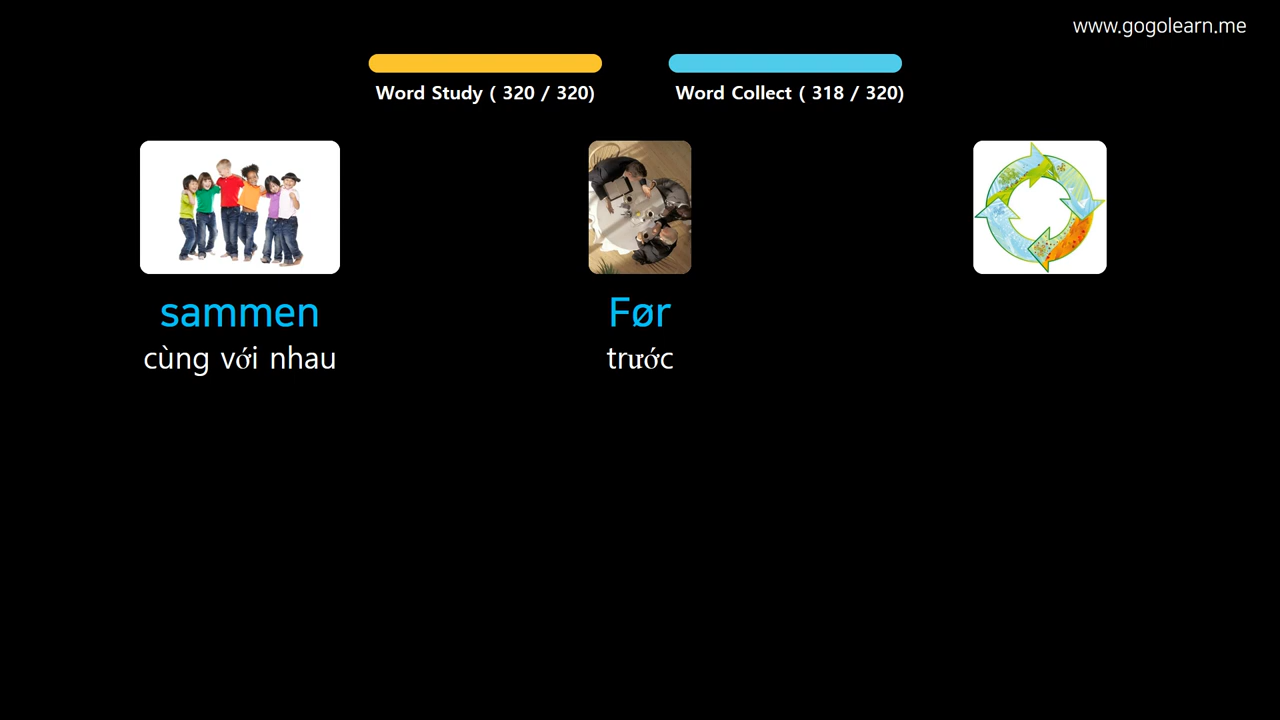 www.gogolearn.me
Word Study ( 320 / 320)
Word Collect ( 318 / 320)
sammen
Før
cùng với nhau
trước